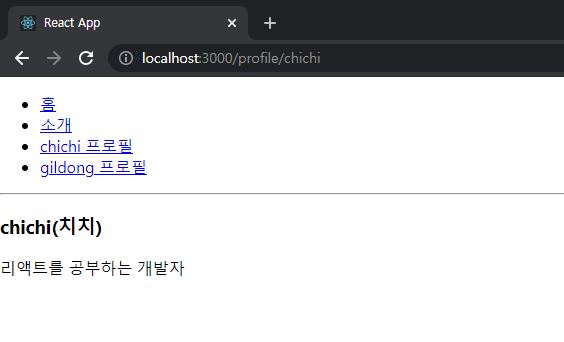 React App
localhost:3000/profile/chichi
홈
소개
chichi 프로필
gildong 프로필
chichi(치치)
리액트를 공부하는 개발자